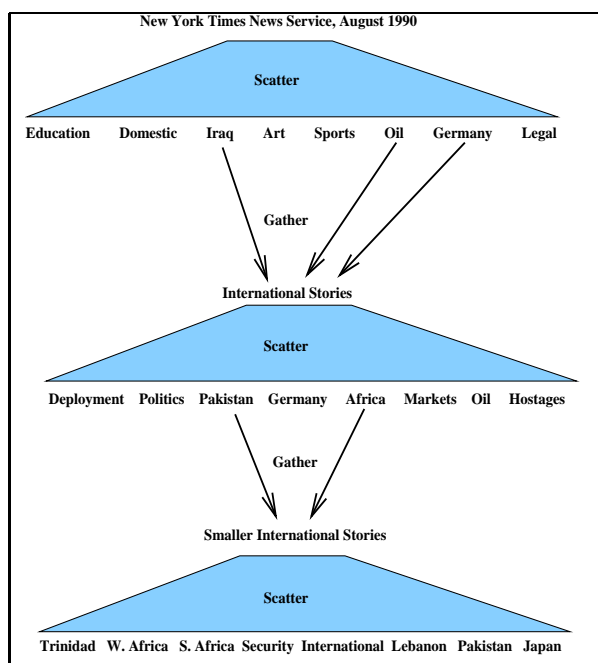 New York Times News Service, August 1990
Scatter
Education Domestic Iraq Art Sports Oil Germany Legal
Gather
International Stories
Scatter
Deployment Politics Pakistan Germany Africa Markets Oil Hostages
Gather
Smaller International Stories
Scatter
Trinidad W. Africa S. Africa Security International Lebanon Pakistan Japan